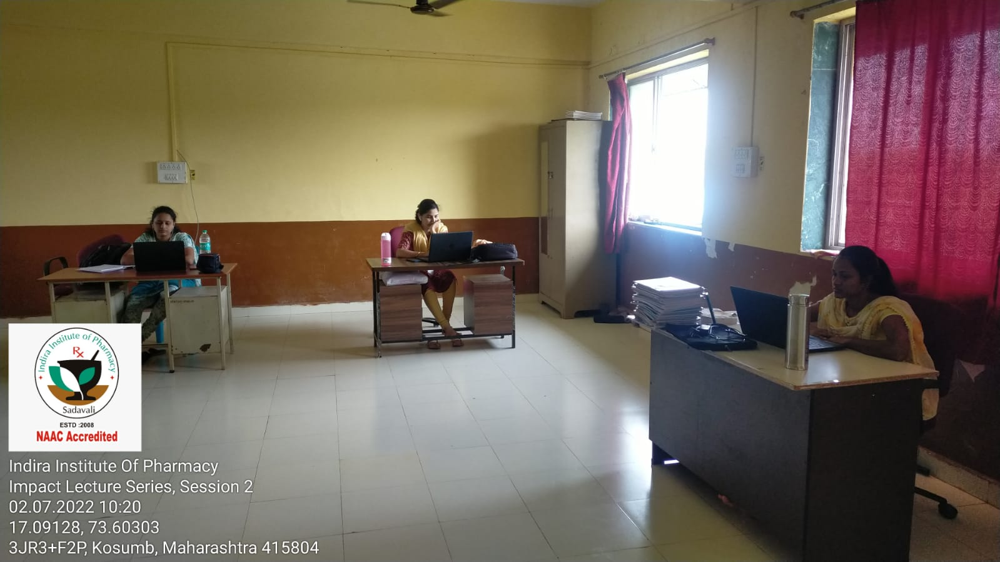 Indira Institute of Pharmacy
Rx
Sadavali
ESTD :2008
NAAC Accredited
Indira Institute Of Pharmacy
Impact Lecture Series, Session 2
02.07.2022 10:20
17.09128, 73.60303
3JR3+F2P, Kosumb, Maharashtra 415804